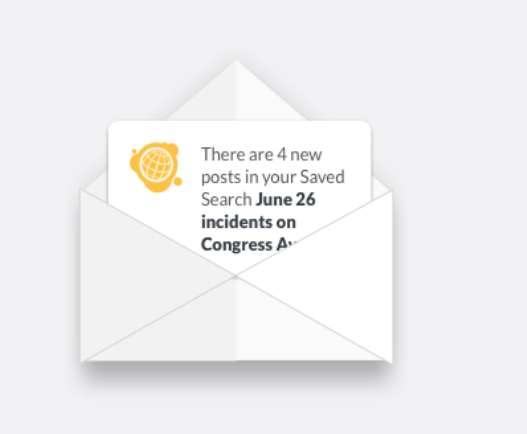 There are 4 new
posts in your Saved
Search June 26
incidents on
Congress